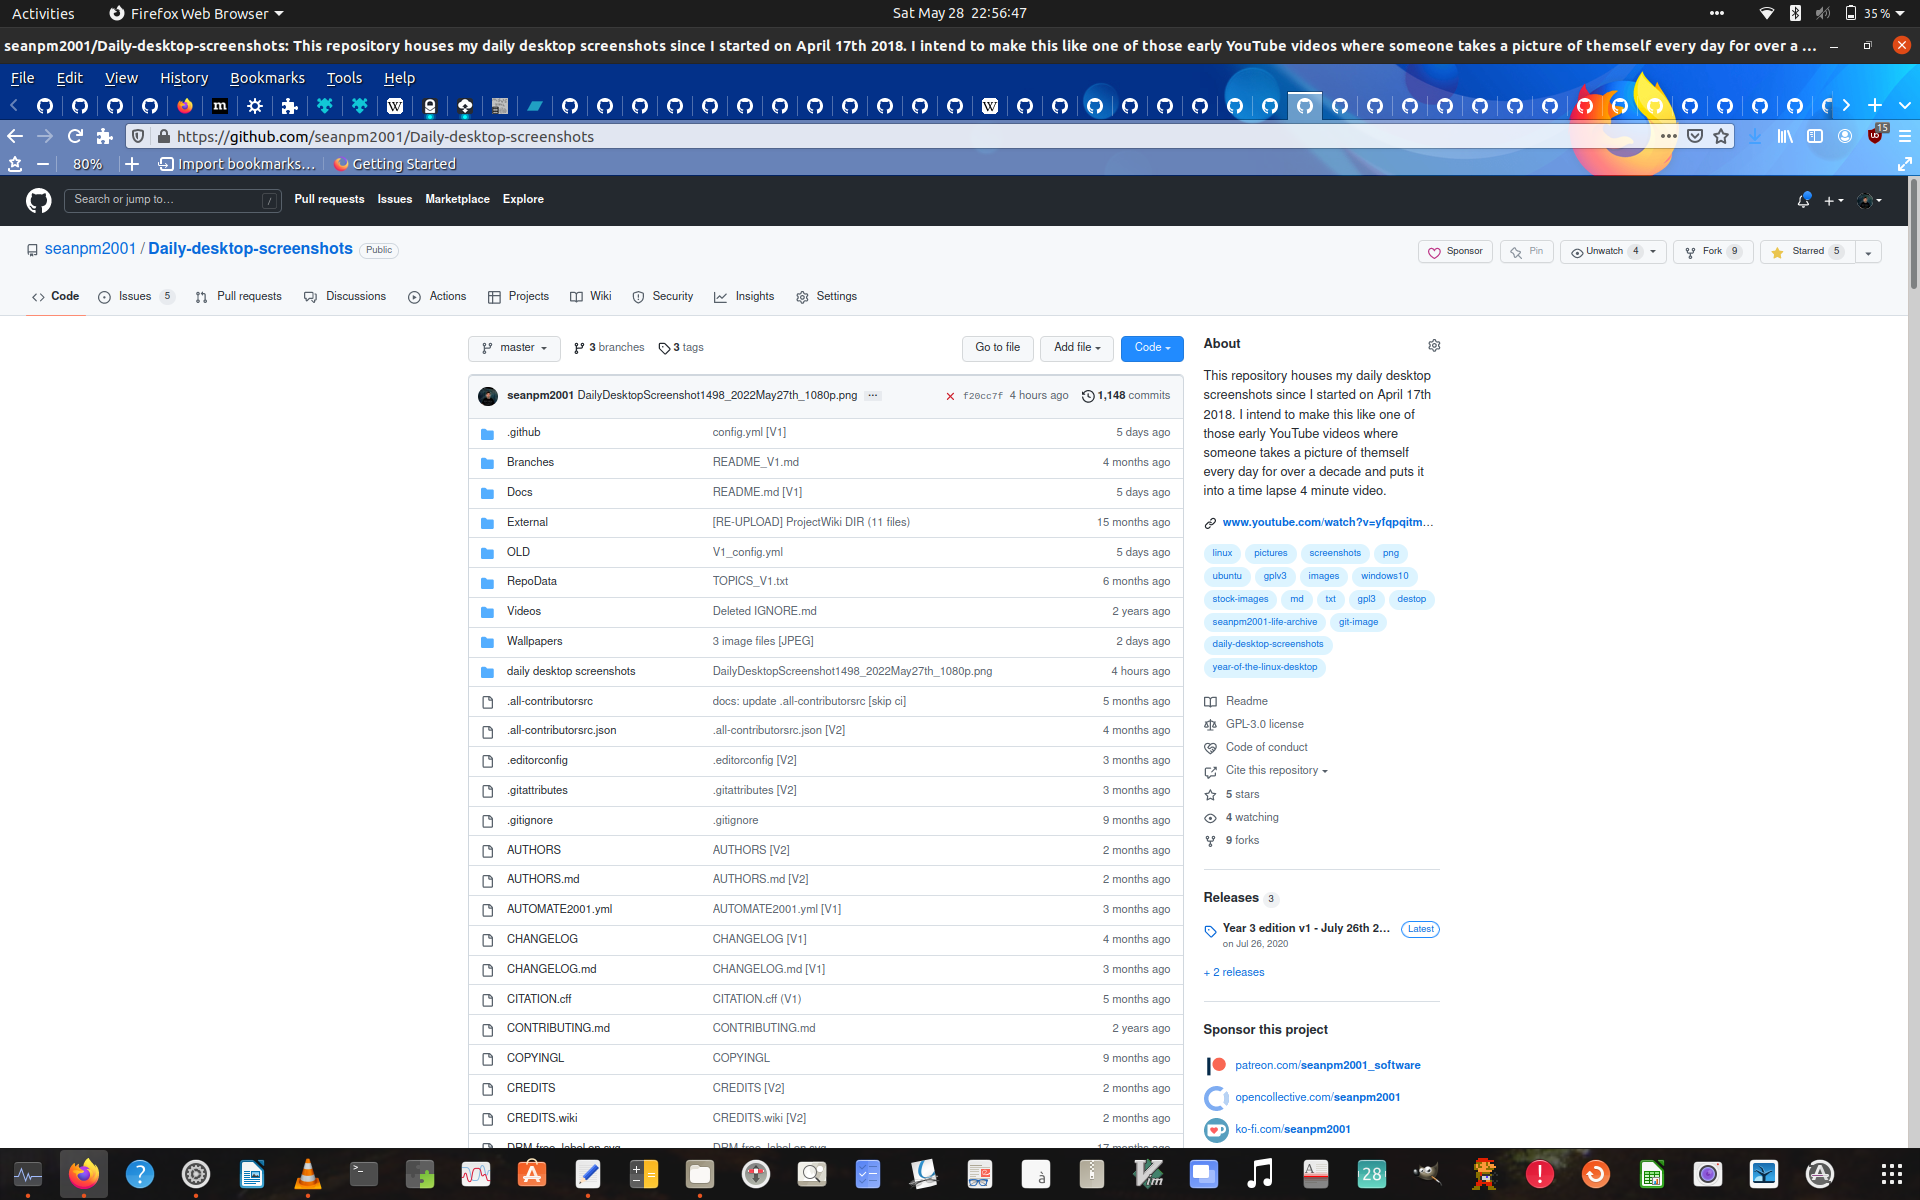 Activities
Firefox Web Browser
Sat May 28 22:56:47
35 %
seanpm2001/Daily-desktop-screenshots: This repository houses my daily desktop screenshots since I started on April 17th 2018. I intend to make this like one of those early YouTube videos where someone takes a picture of themself every day for over a ...
File Edit View History Bookmarks Tools Help
https://github.com/seanpm2001/Daily-desktop-screenshots
15
80%
Import bookmarks...
Getting Started
Search or jump to...
/
Pull requests
Issues
Marketplace
Explore
seanpm2001 / Daily-desktop-screenshots
Public
Sponsor
Pin
Unwatch 4
Fork 9
Starred 5
Code
Issues 5
Pull requests
Discussions
Actions
Projects
Wiki
Security
Insights
Settings
master
3 branches
3 tags
Go to file
Add file
Code
seanpm2001 DailyDesktopScreenshot1498_2022May27th_1080p.png ... f20cc7f 4 hours ago 1,148 commits
.github config.yml [V1] 5 days ago
Branches README_V1.md 4 months ago
Docs README.md [V1] 5 days ago
External [RE-UPLOAD] ProjectWiki DIR (11 files) 15 months ago
OLD V1_config.yml 5 days ago
RepoData TOPICS_V1.txt 6 months ago
Videos Deleted IGNORE.md 2 years ago
Wallpapers 3 image files [JPEG] 2 days ago
daily desktop screenshots DailyDesktopScreenshot1498_2022May27th_1080p.png 4 hours ago
.all-contributorsrc docs: update .all-contributorsrc [skip ci] 5 months ago
.all-contributorsrc.json .all-contributorsrc.json [V2] 4 months ago
.editorconfig .editorconfig [V2] 3 months ago
.gitattributes .gitattributes [V2] 3 months ago
.gitignore .gitignore 9 months ago
AUTHORS AUTHORS [V2] 2 months ago
AUTHORS.md AUTHORS.md [V2] 2 months ago
AUTOMATE2001.yml AUTOMATE2001.yml [V1] 3 months ago
CHANGELOG CHANGELOG [V1] 4 months ago
CHANGELOG.md CHANGELOG.md [V1] 3 months ago
CITATION.cff CITATION.cff (V1) 5 months ago
CONTRIBUTING.md CONTRIBUTING.md 2 years ago
COPYINGL COPYINGL 9 months ago
CREDITS CREDITS [V2] 2 months ago
CREDITS.wiki CREDITS.wiki [V2] 2 months ago
About
This repository houses my daily desktop
screenshots since I started on April 17th
2018. I intend to make this like one of
those early YouTube videos where
someone takes a picture of themself
every day for over a decade and puts it
into a time lapse 4 minute video.
www.youtube.com/watch?v=yfqpqitm...
linux pictures screenshots png
ubuntu gplv3 images windows10
stock-images md txt gpl3 destop
seanpm2001-life-archive git-image
daily-desktop-screenshots
year-of-the-linux-desktop
Readme
GPL-3.0 license
Code of conduct
Cite this repository
5 stars
4 watching
9 forks
Releases 3
Year 3 edition v1 - July 26th 2... Latest
on Jul 26, 2020
+ 2 releases
Sponsor this project
patreon.com/seanpm2001_software
opencollective.com/seanpm2001
ko-fi.com/seanpm2001
28